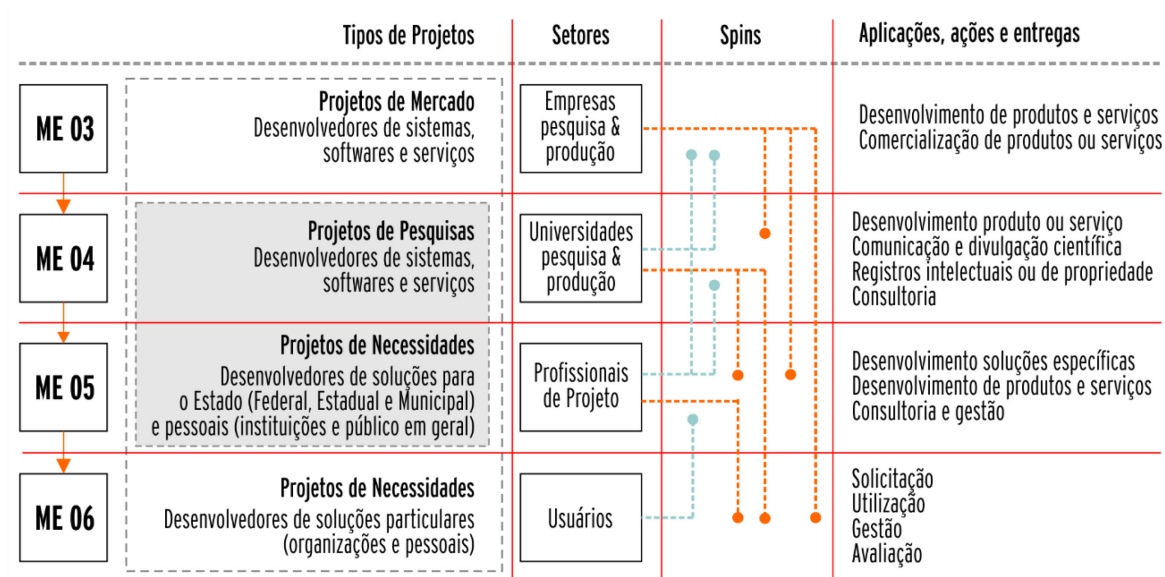 Tipos de Projetos
Setores
Spins
Aplicações, ações e entregas
ME 03
Projetos de Mercado
Desenvolvedores de sistemas,
softwares e serviços
Empresas
pesquisa &
produção
Desenvolvimento de produtos e serviços
Comercialização de produtos ou serviços
ME 04
Projetos de Pesquisas
Desenvolvedores de sistemas,
softwares e serviços
Universidades
pesquisa &
produção
Desenvolvimento produto ou serviço
Comunicação e divulgação científica
Registros intelectuais ou de propriedade
Consultoria
ME 05
Projetos de Necessidades
Desenvolvedores de soluções para
o Estado (Federal, Estadual e Municipal)
e pessoais (instituições e público em geral)
Profissionais
de Projeto
Desenvolvimento soluções específicas
Desenvolvimento de produtos e serviços
Consultoria e gestão
ME 06
Projetos de Necessidades
Desenvolvedores de soluções particulares
(organizações e pessoais)
Usuários
Solicitação
Utilização
Gestão
Avaliação